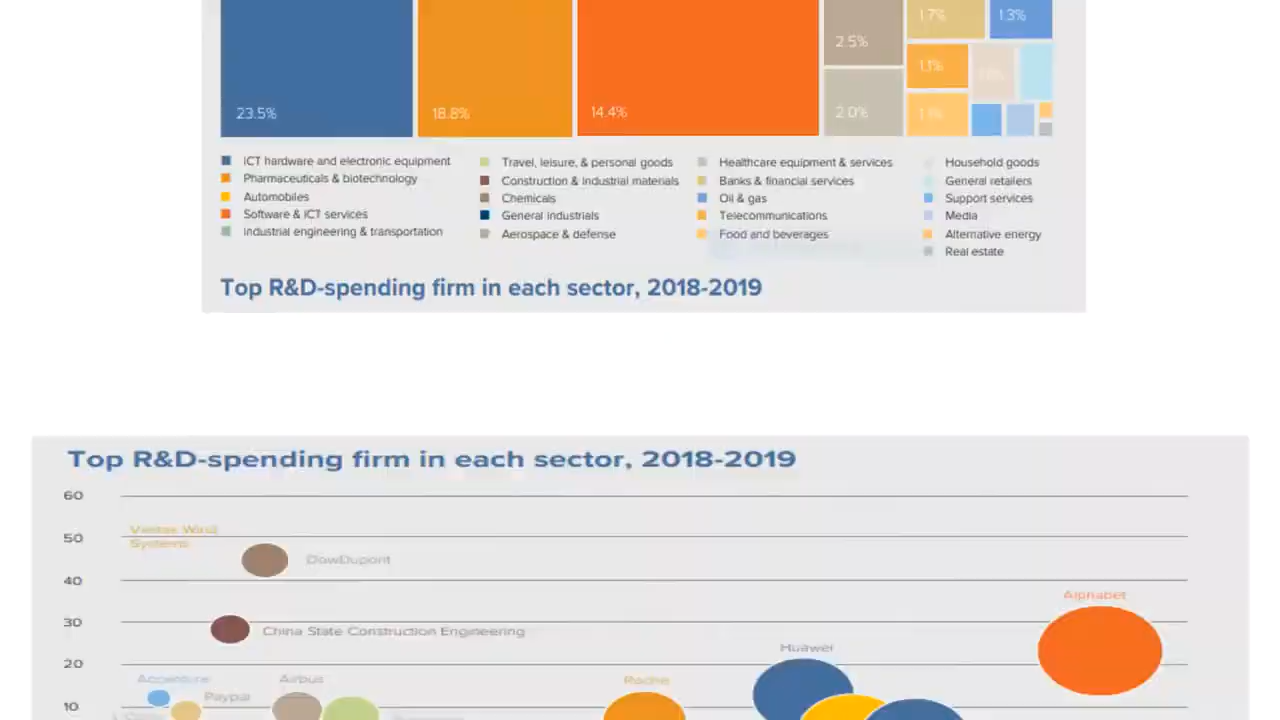 1.7%
1.3%
2.5%
1.1%
23.5%
18.8%
14.4%
2.0%
ICT hardware and electronic equipment
Pharmaceuticals & biotechnology
Automobiles
Software & ICT services
Industrial engineering & transportation
Travel, leisure, & personal goods
Construction & industrial materials
Chemicals
General industrials
Aerospace & defense
Healthcare equipment & services
Banks & financial services
Oil & gas
Telecommunications
Food and beverages
Household goods
General retailers
Support services
Media
Alternative energy
Real estate
Top R&D-spending firm in each sector, 2018-2019
Top R&D-spending firm in each sector, 2018-2019
60
50
40
30
20
10
Vestas Wind
Systems
DowDupont
Alphabet
China State Construction Engineering
Huawei
Accenture
Airbus
Roche
Paypal